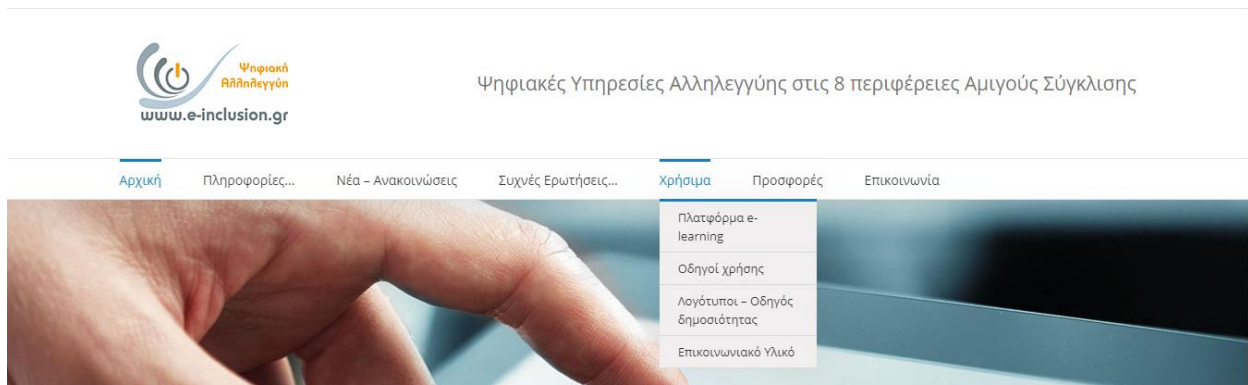 Ψηφιακή
Αλληλεγγύη
www.e-inclusion.gr
Ψηφιακές Υπηρεσίες Αλληλεγγύης στις 8 περιφέρειες Αμιγούς Σύγκλισης
Αρχική Πληροφορίες... Νέα – Ανακοινώσεις Συχνές Ερωτήσεις... Χρήσιμα Προσφορές Επικοινωνία
Πλατφόρμα e-
learning
Οδηγοί χρήσης
Λογότυποι – Οδηγός
δημοσιότητας
Επικοινωνιακό Υλικό